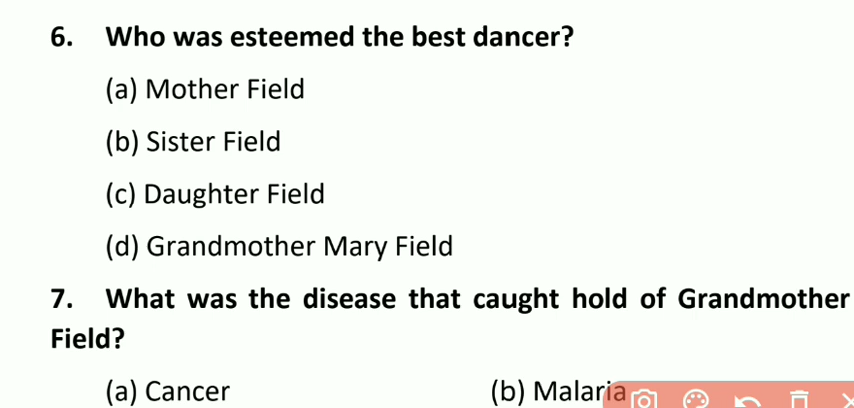 6. Who was esteemed the best dancer?
(a) Mother Field
(b) Sister Field
(c) Daughter Field
(d) Grandmother Mary Field
7. What was the disease that caught hold of Grandmother
Field?
(a) Cancer (b) Malaria